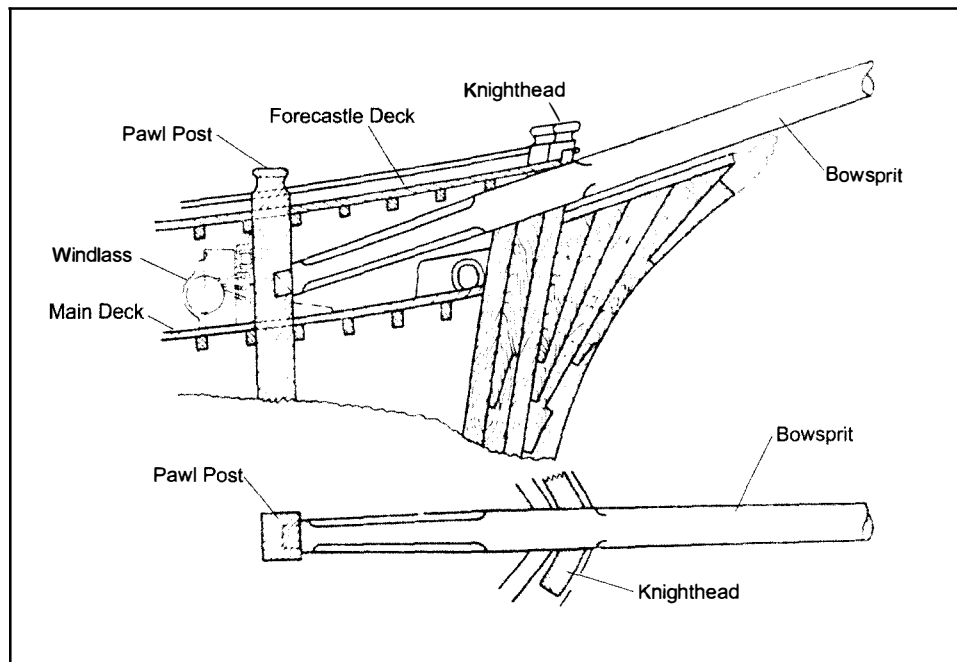 Knighthead
Forecastle Deck
Pawl Post
Bowsprit
Windlass
Main Deck
Bowsprit
Pawl Post
Knighthead